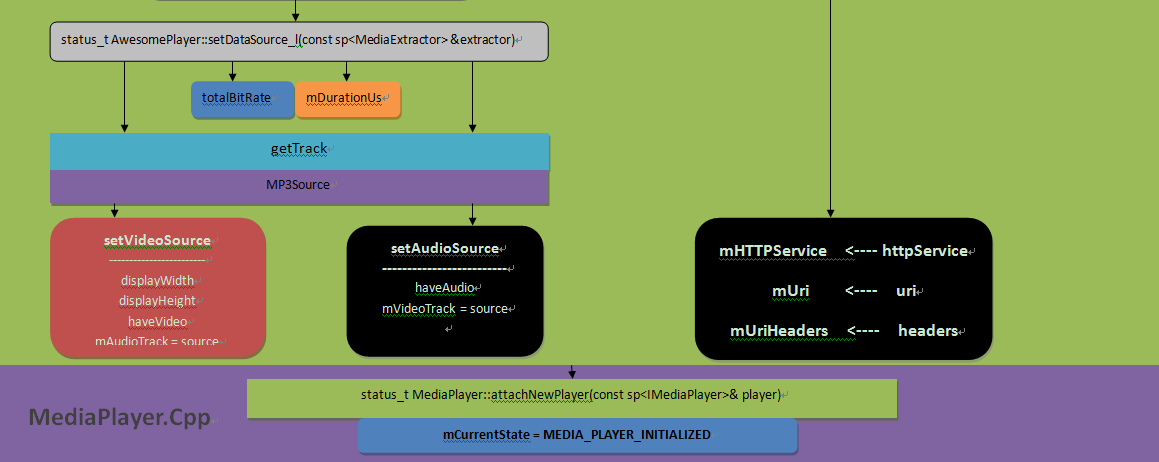 status_t AwesomePlayer::setDataSource_l(const sp<MediaExtractor> &extractor)
totalBitRate
mDurationUs
getTrack
MP3Source
setVideoSource
------------------------
displayWidth
displayHeight
haveVideo
mAudioTrack = source
setAudioSource
--------------------------
haveAudio
mVideoTrack = source
mHTTPService <---- httpService
mUri <---- uri
mUriHeaders <---- headers
status_t MediaPlayer::attachNewPlayer(const sp<IMediaPlayer>& player)
MediaPlayer.Cpp
mCurrentState = MEDIA_PLAYER_INITIALIZED